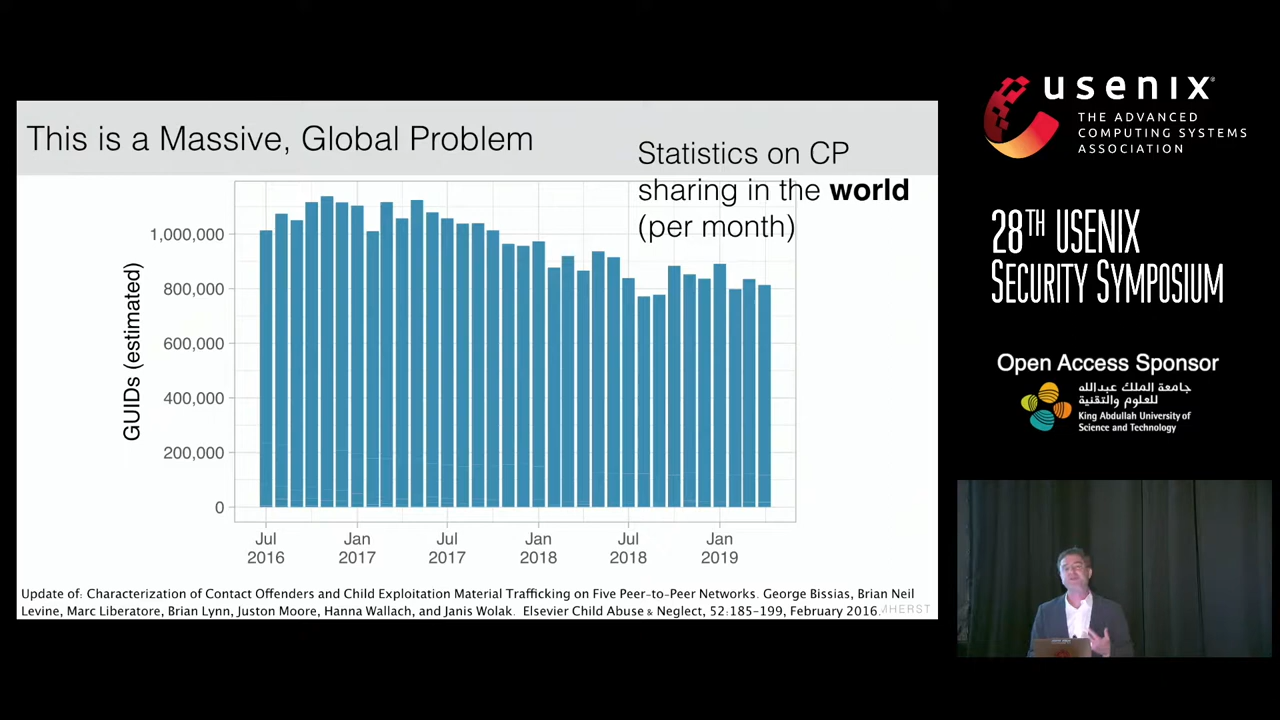 This is a Massive, Global Problem
Statistics on CP
sharing in the world
(per month)
GUIDs (estimated)
1,000,000
800,000
600,000
400,000
200,000
0
Jul
2016
Jan
2017
Jul
2017
Jan
2018
Jul
2018
Jan
2019
Update of: Characterization of Contact Offenders and Child Exploitation Material Trafficking on Five Peer-to-Peer Networks. George Bissias, Brian Neil
Levine, Marc Liberatore, Brian Lynn, Juston Moore, Hanna Wallach, and Janis Wolak. Elsevier Child Abuse & Neglect, 52:185-199, February 2016.
MHERST
usenix
THE ADVANCED
COMPUTING SYSTEMS
ASSOCIATION
28TH USENIX
SECURITY SYMPOSIUM
Open Access Sponsor
جامعة الملك عبدالله
للعلوم والتقنية
King Abdullah University of
Science and Technology